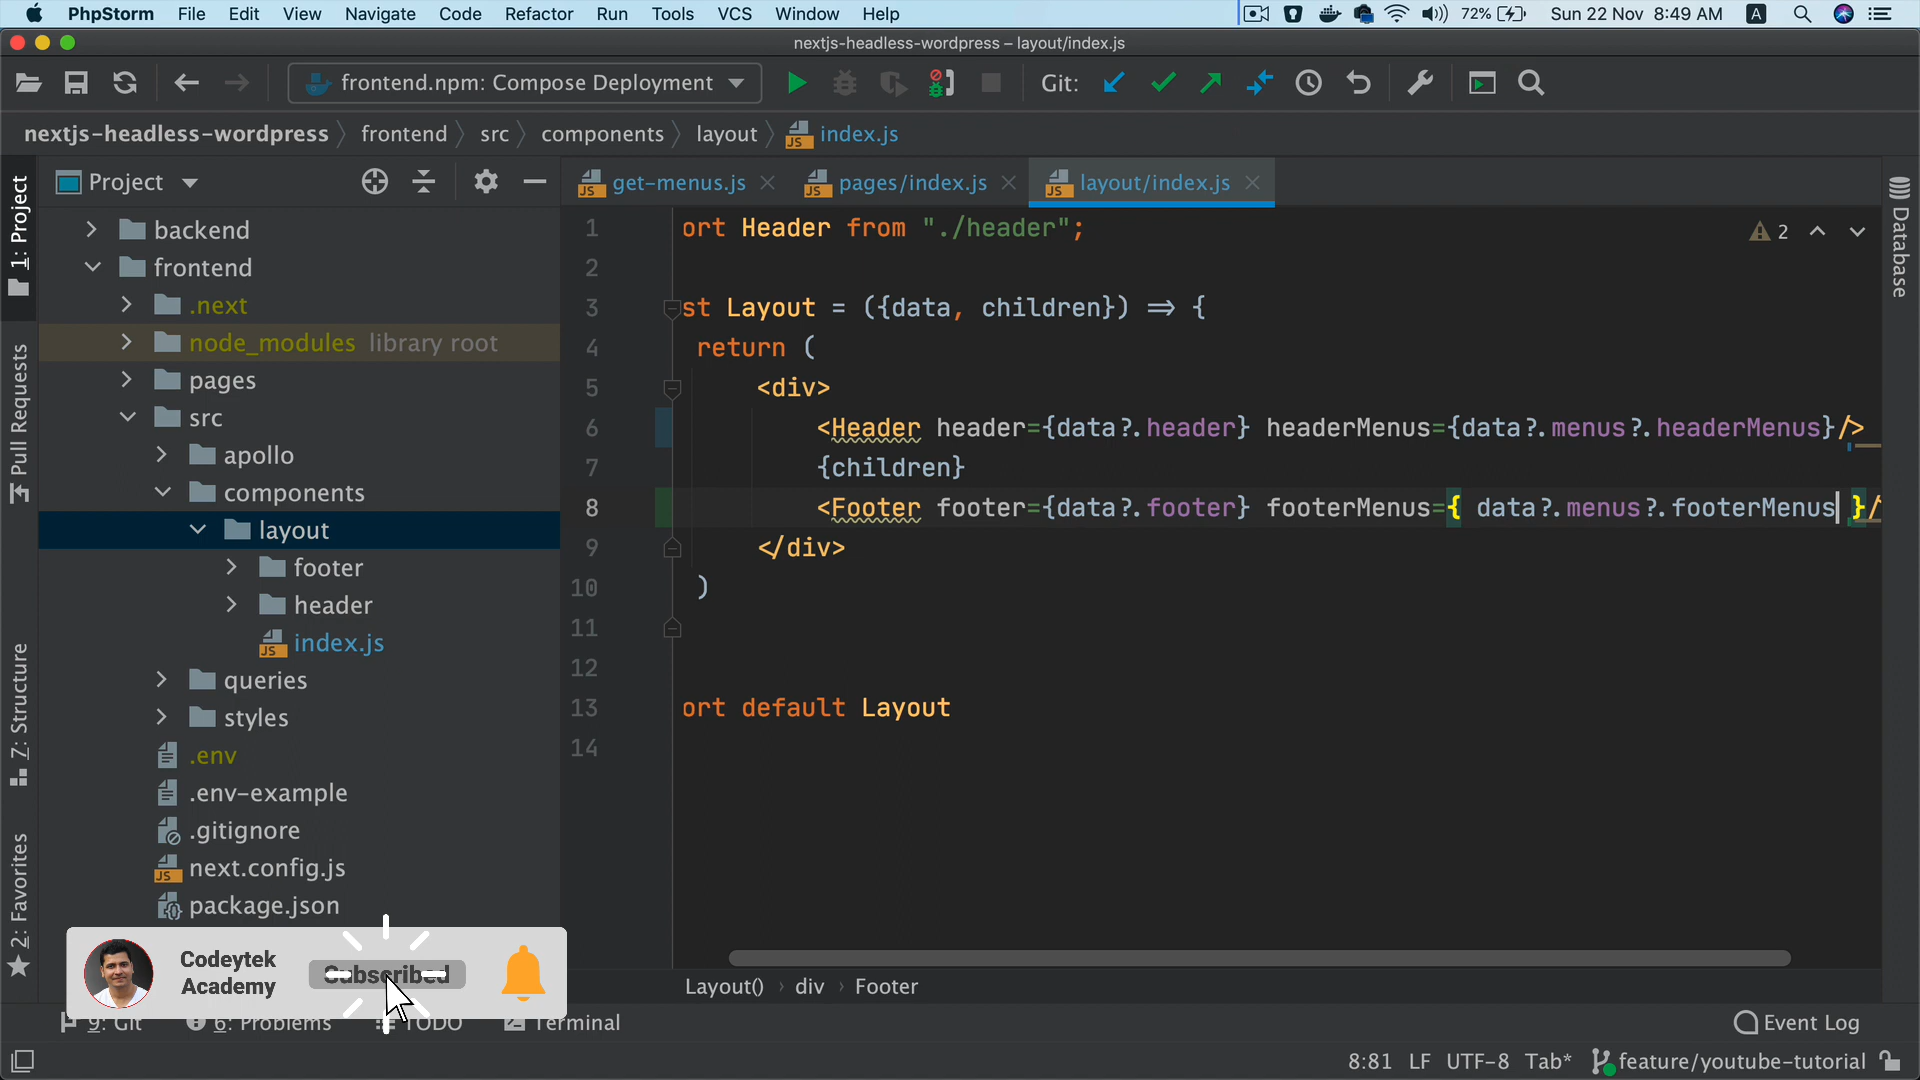 PhpStorm File Edit View Navigate Code Refactor Run Tools VCS Window Help 72% Sun 22 Nov 8:49 AM A
nextjs-headless-wordpress – layout/index.js
frontend.npm: Compose Deployment Git:
nextjs-headless-wordpress frontend src components layout index.js
Project
get-menus.js pages/index.js layout/index.js
1: Project
Pull Requests
Z: Structure
2: Favorites
backend
frontend
.next
node_modules library root
pages
src
apollo
components
layout
footer
header
index.js
queries
styles
.env
.env-example
.gitignore
next.config.js
package.json
1 ort Header from "./header";
2
3 st Layout = ({data, children}) => {
4 return (
5 <div>
6 <Header header={data?.header} headerMenus={data?.menus?.headerMenus}/>
7 {children}
8 <Footer footer={data?.footer} footerMenus={ data?.menus?.footerMenus }/
9 </div>
10 )
11
12
13 ort default Layout
14
2
Database
Layout() › div › Footer
Codeytek
Academy
Subscribed
9: Git 6: Problems TODO Terminal Event Log
8:81 LF UTF-8 Tab* feature/youtube-tutorial